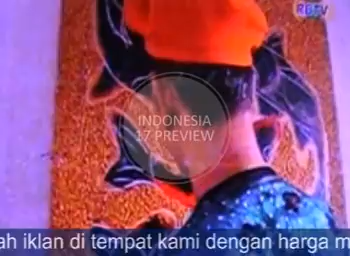 RBTV
INDONESIA
17 PREVIEW
ah iklan di tempat kami dengan harga m